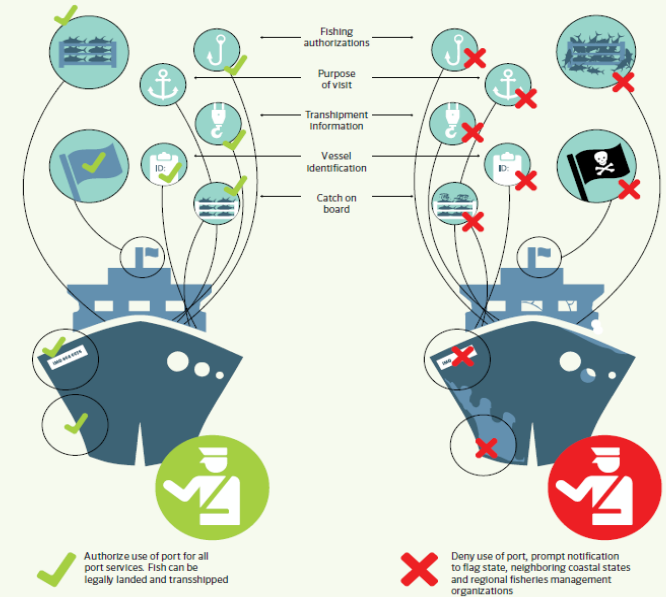 Fishing
authorizations
Purpose
of visit
Transhipment
information
Vessel
identification
ID:
ID:
Catch on
board
IMO
Authorize use of port for all
port services. Fish can be
legally landed and transshipped
Deny use of port, prompt notification
to flag state, neighboring coastal states
and regional fisheries management
organizations